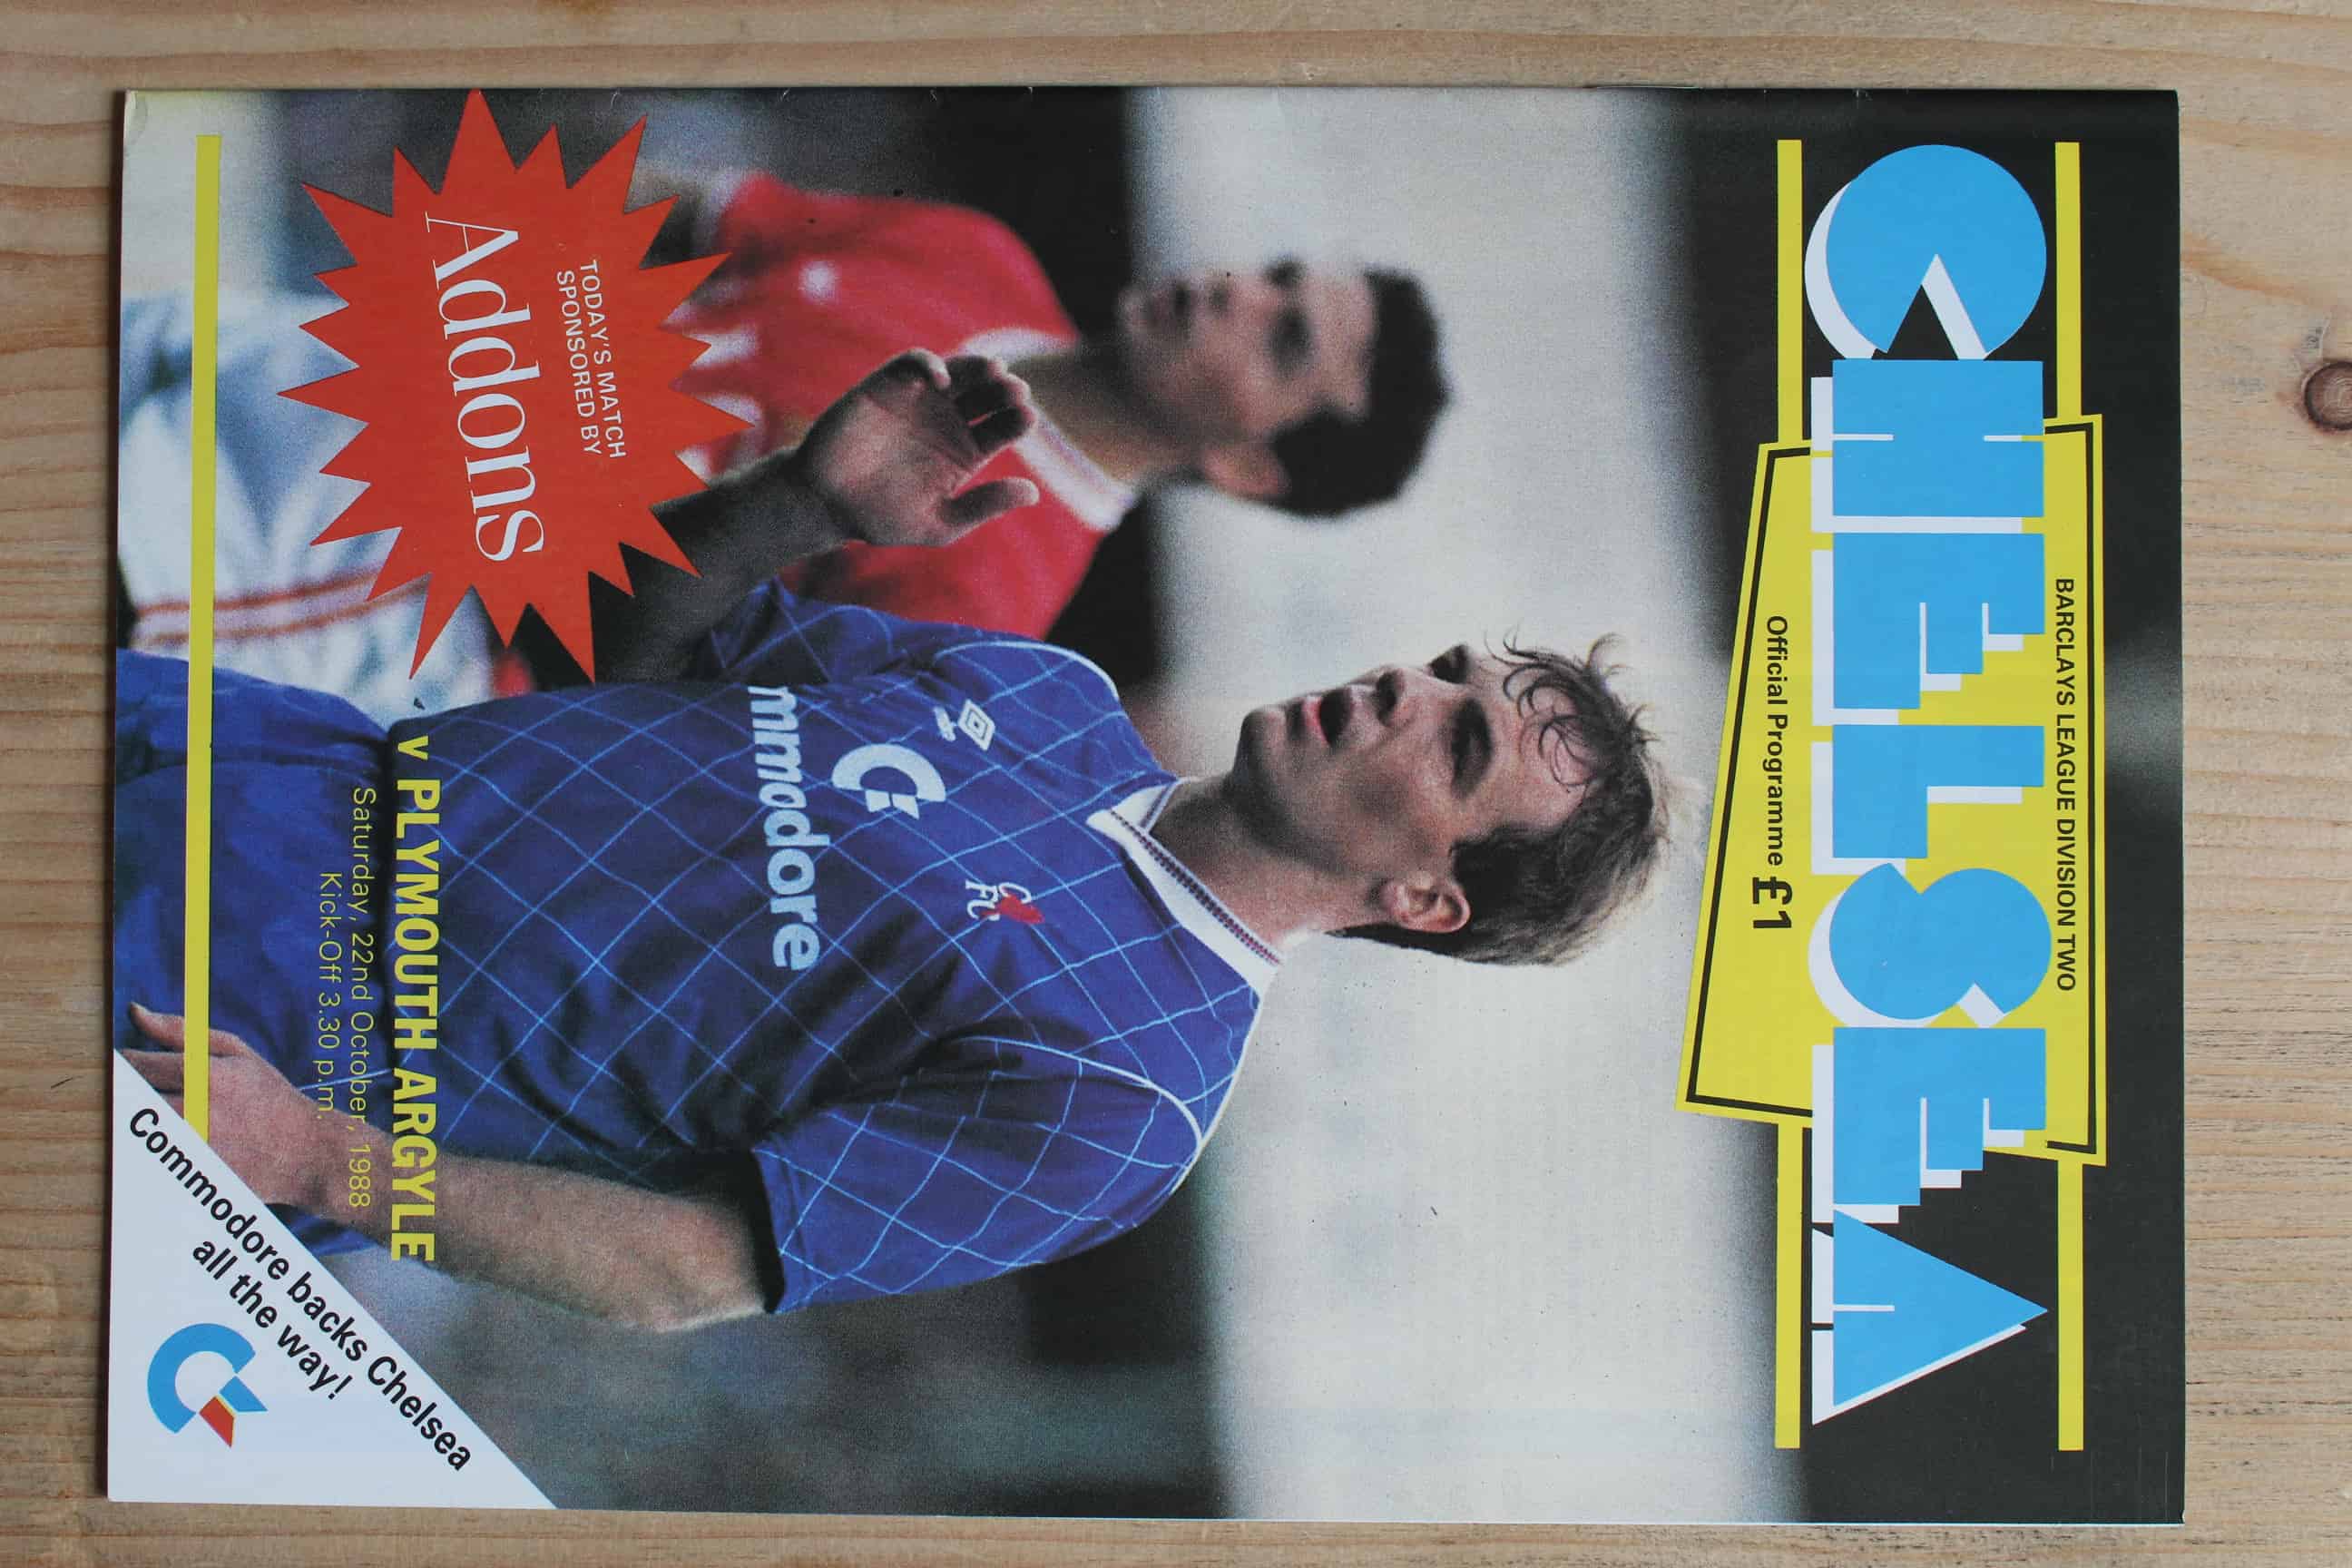 BARCLAYS LEAGUE DIVISION TWO
CHELSEA
Official Programme £1
mmodore
CFC
TODAY'S MATCH
SPONSORED BY
Addons
v PLYMOUTH ARGYLE
Saturday, 22nd October, 1988
Kick-Off 3.30 p.m.
Commodore backs Chelsea
all the way!